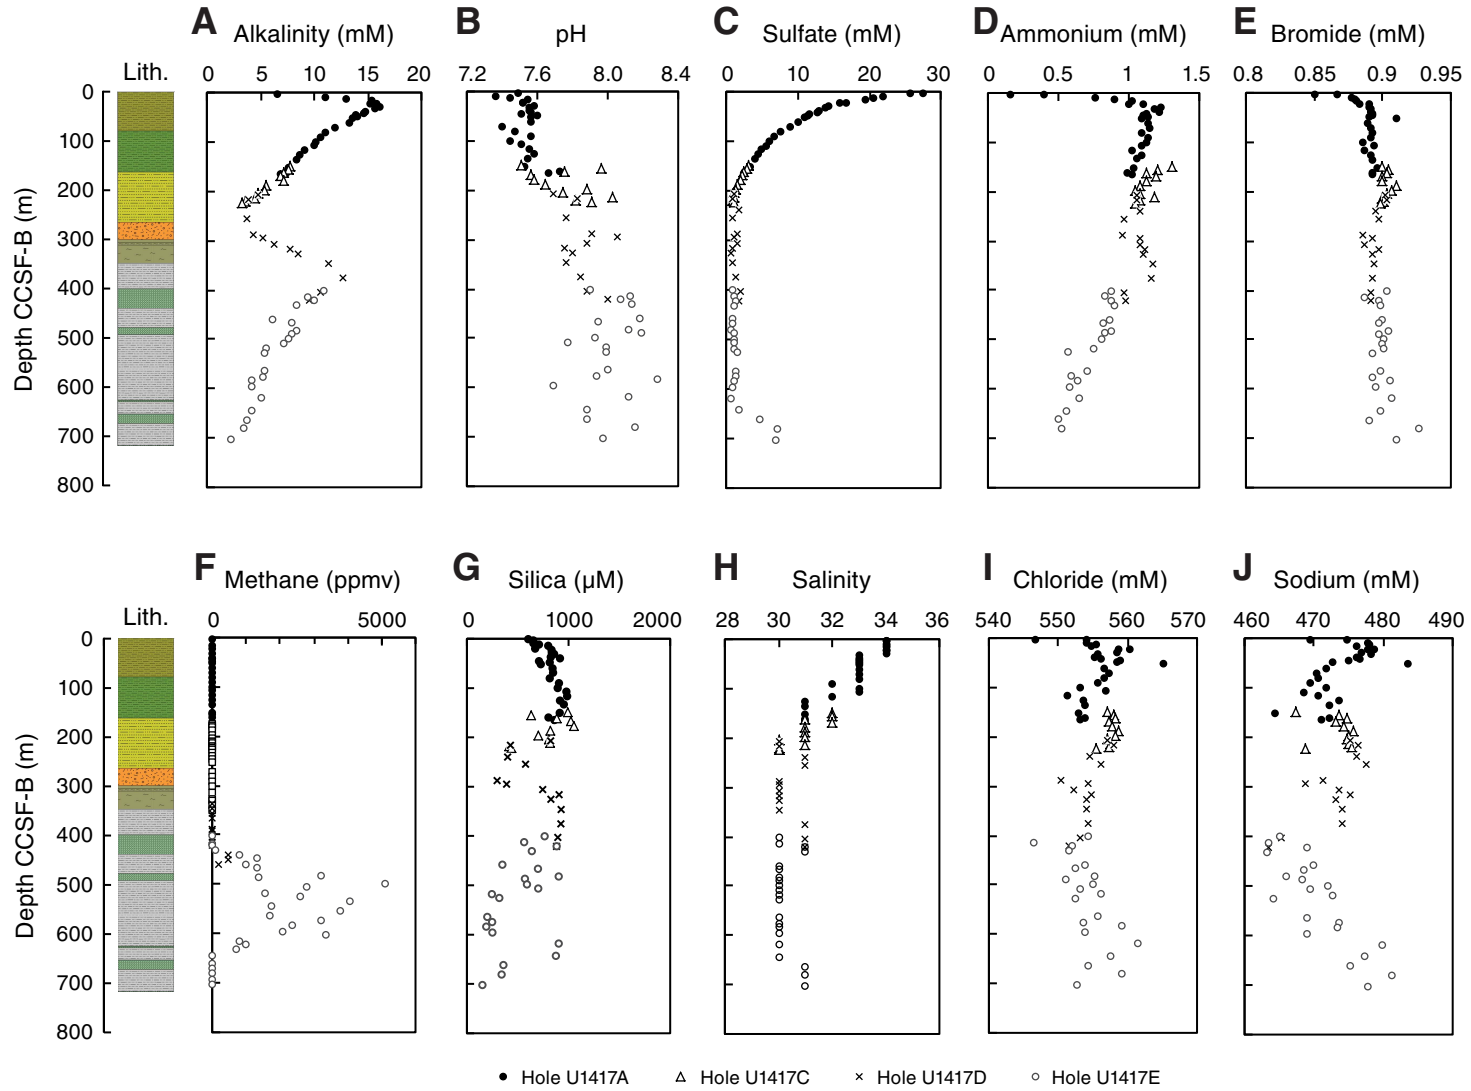 A Alkalinity (mM) B pH C Sulfate (mM) D Ammonium (mM) E Bromide (mM)
Lith. 0 5 10 15 20 7.2 7.6 8.0 8.4 0 10 20 30 0 0.5 1 1.5 0.8 0.85 0.9 0.95
0
100
200
300
400
500
600
700
800
Depth CCSF-B (m)
F Methane (ppmv) G Silica (µM) H Salinity I Chloride (mM) J Sodium (mM)
Lith. 0 5000 0 1000 2000 28 30 32 34 36 540 550 560 570 460 470 480 490
0
100
200
300
400
500
600
700
800
Depth CCSF-B (m)
Hole U1417A Hole U1417C Hole U1417D Hole U1417E